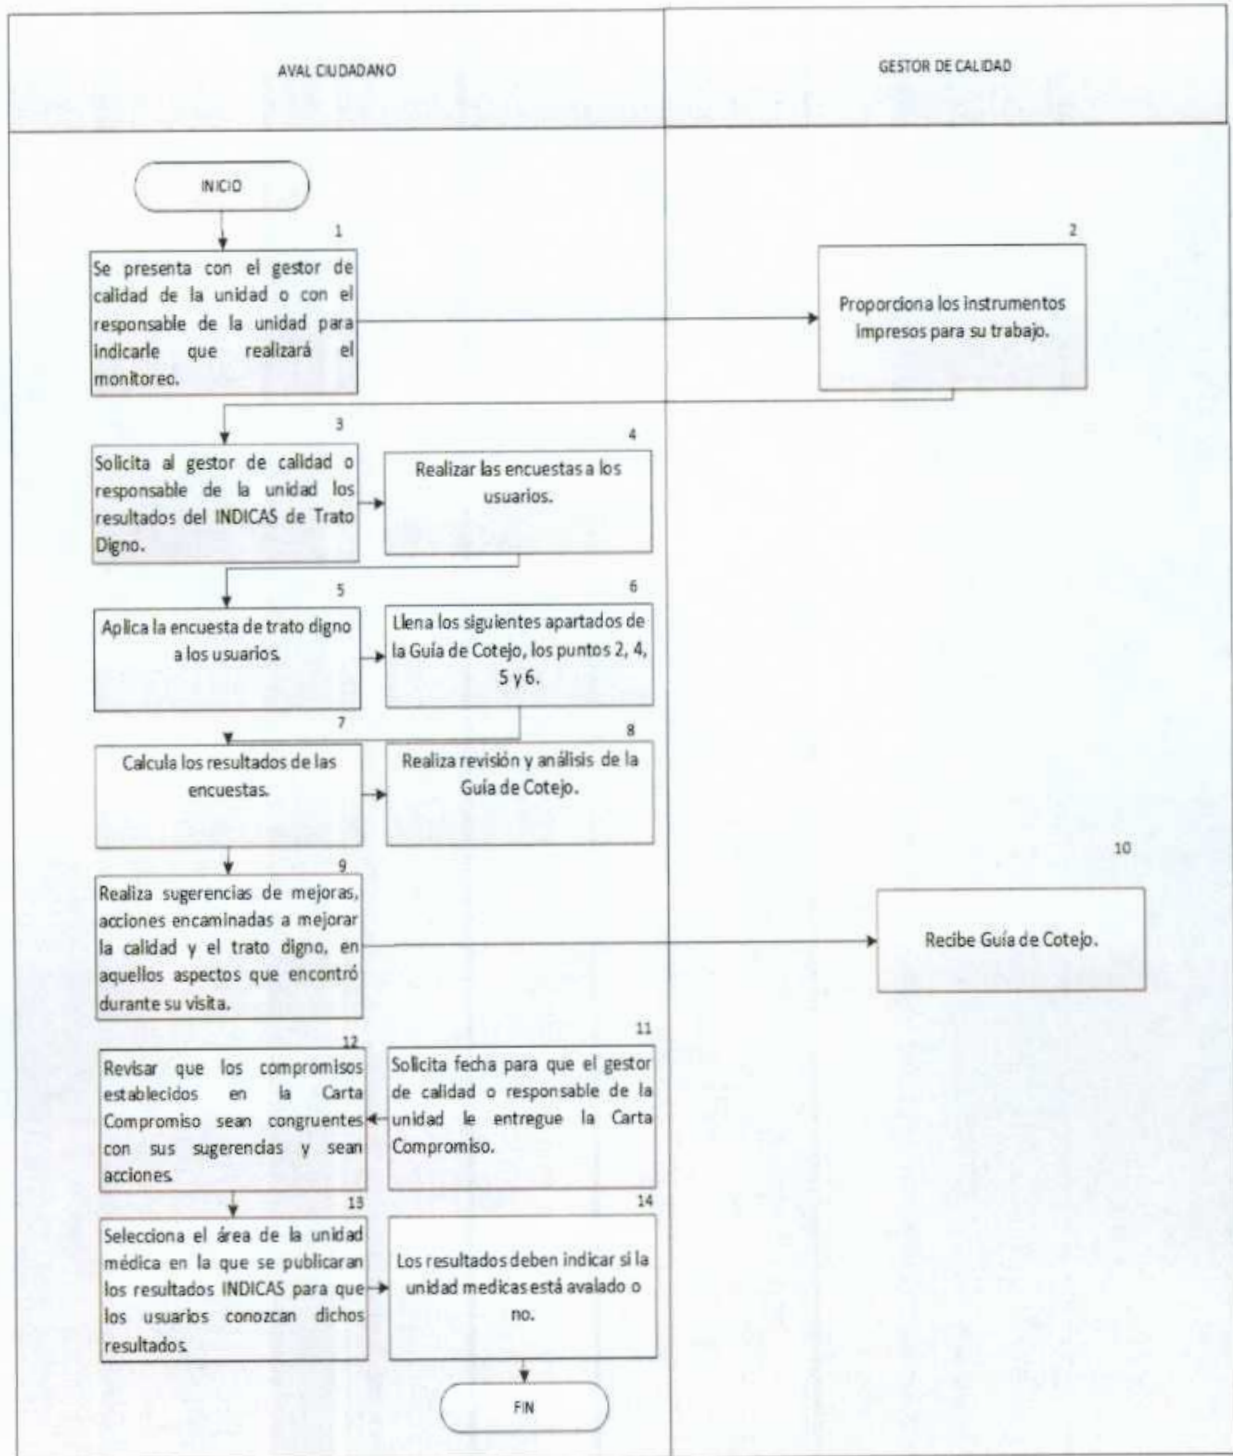 AVAL CIUDADANO
GESTOR DE CALIDAD
INICIO
1
Se presenta con el gestor de
calidad de la unidad o con el
responsable de la unidad para
indicarle que realizará el
monitoreo.
2
Proporciona los instrumentos
impresos para su trabajo.
3
Solicita al gestor de calidad o
responsable de la unidad los
resultados del INDICAS de Trato
Digno.
4
Realizar las encuestas a los
usuarios.
5
Aplica la encuesta de trato digno
a los usuarios.
6
Llena los siguientes apartados de
la Guía de Cotejo, los puntos 2, 4,
5 y 6.
7
Calcula los resultados de las
encuestas.
8
Realiza revisión y análisis de la
Guía de Cotejo.
9
Realiza sugerencias de mejoras,
acciones encaminadas a mejorar
la calidad y el trato digno, en
aquellos aspectos que encontró
durante su visita.
10
Recibe Guía de Cotejo.
11
Solicita fecha para que el gestor
de calidad o responsable de la
unidad le entregue la Carta
Compromiso.
12
Revisar que los compromisos
establecidos en la Carta
Compromiso sean congruentes
con sus sugerencias y sean
acciones.
13
Selecciona el área de la unidad
médica en la que se publicaran
los resultados INDICAS para que
los usuarios conozcan dichos
resultados.
14
Los resultados deben indicar si la
unidad medicas está avalado o
no.
FIN